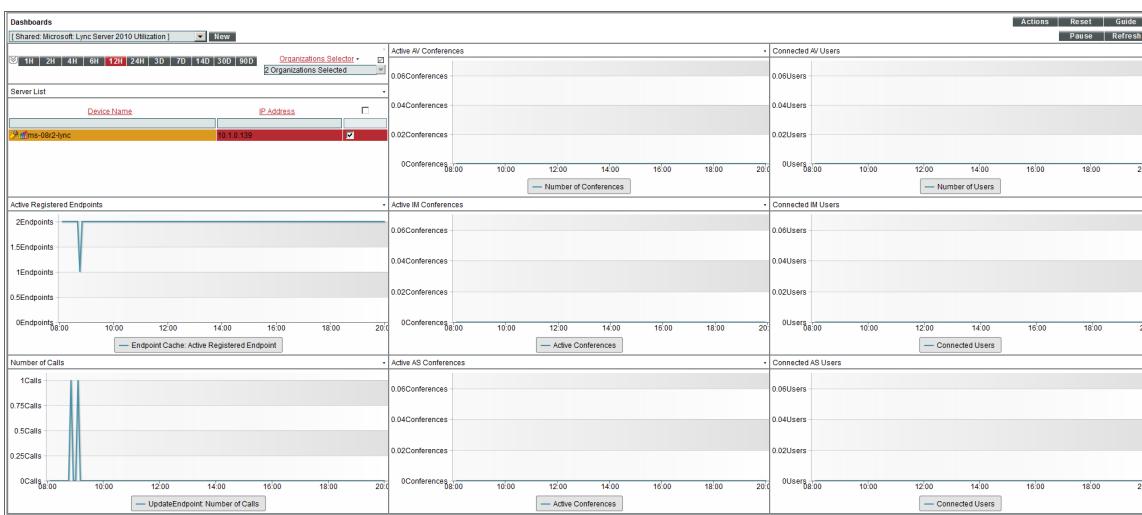 Dashboards
Actions Reset Guide
[ Shared: Microsoft: Lync Server 2010 Utilization ] New
Pause Refresh
1H 2H 4H 6H 12H 24H 3D 7D 14D 30D 90D
Organizations Selector
2 Organizations Selected
Server List
Device Name IP Address
ms-08r2-lync 10.1.0.139
Active AV Conferences
0.06Conferences
0.04Conferences
0.02Conferences
0Conferences
08:00 10:00 12:00 14:00 16:00 18:00 20:0
Number of Conferences
Connected AV Users
0.06Users
0.04Users
0.02Users
0Users
08:00 10:00 12:00 14:00 16:00 18:00 2
Number of Users
Active Registered Endpoints
2Endpoints
1.5Endpoints
1Endpoints
0.5Endpoints
0Endpoints
08:00 10:00 12:00 14:00 16:00 18:00 20:0
Endpoint Cache: Active Registered Endpoint
Active IM Conferences
0.06Conferences
0.04Conferences
0.02Conferences
0Conferences
08:00 10:00 12:00 14:00 16:00 18:00 20:
Active Conferences
Connected IM Users
0.06Users
0.04Users
0.02Users
0Users
08:00 10:00 12:00 14:00 16:00 18:00 2
Connected Users
Number of Calls
1Calls
0.75Calls
0.5Calls
0.25Calls
0Calls
08:00 10:00 12:00 14:00 16:00 18:00 20:0
UpdateEndpoint: Number of Calls
Active AS Conferences
0.06Conferences
0.04Conferences
0.02Conferences
0Conferences
08:00 10:00 12:00 14:00 16:00 18:00 20:0
Active Conferences
Connected AS Users
0.06Users
0.04Users
0.02Users
0Users
08:00 10:00 12:00 14:00 16:00 18:00 2
Connected Users